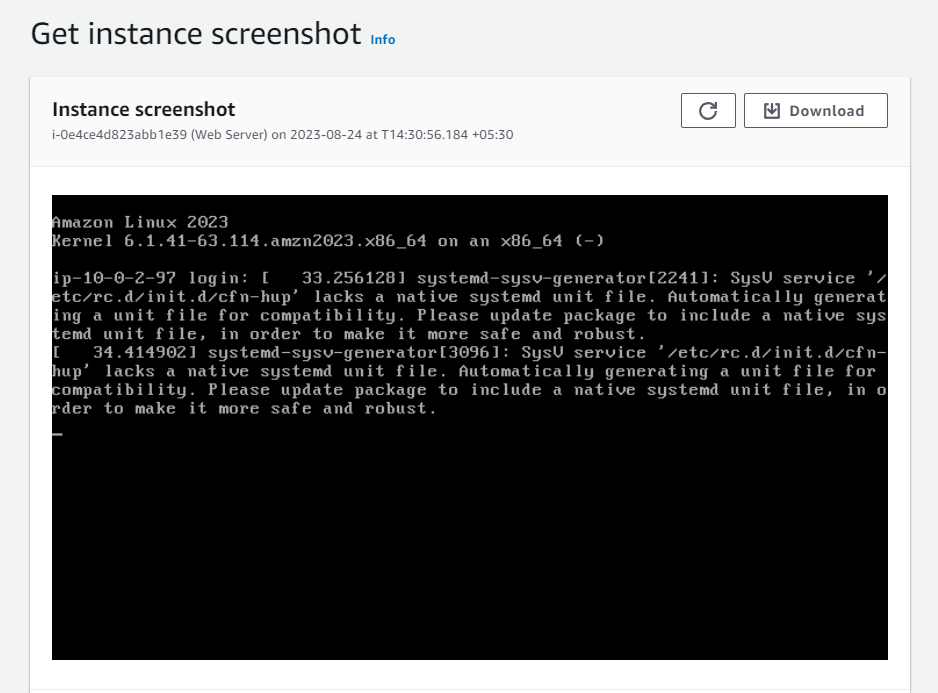 Get instance screenshot Info
Instance screenshot
i-0e4ce4d823abb1e39 (Web Server) on 2023-08-24 at T14:30:56.184 +05:30
Download
Amazon Linux 2023
Kernel 6.1.41-63.114.amzn2023.x86_64 on an x86_64 (-)
ip-10-0-2-97 login: [   33.256128] systemd-sysv-generator[2241]: SysV service '/
etc/rc.d/init.d/cfn-hup' lacks a native systemd unit file. Automatically generat
ing a unit file for compatibility. Please update package to include a native sys
temd unit file, in order to make it more safe and robust.
[   34.414902] systemd-sysv-generator[3096]: SysV service '/etc/rc.d/init.d/cfn-
hup' lacks a native systemd unit file. Automatically generating a unit file for
compatibility. Please update package to include a native systemd unit file, in o
rder to make it more safe and robust.